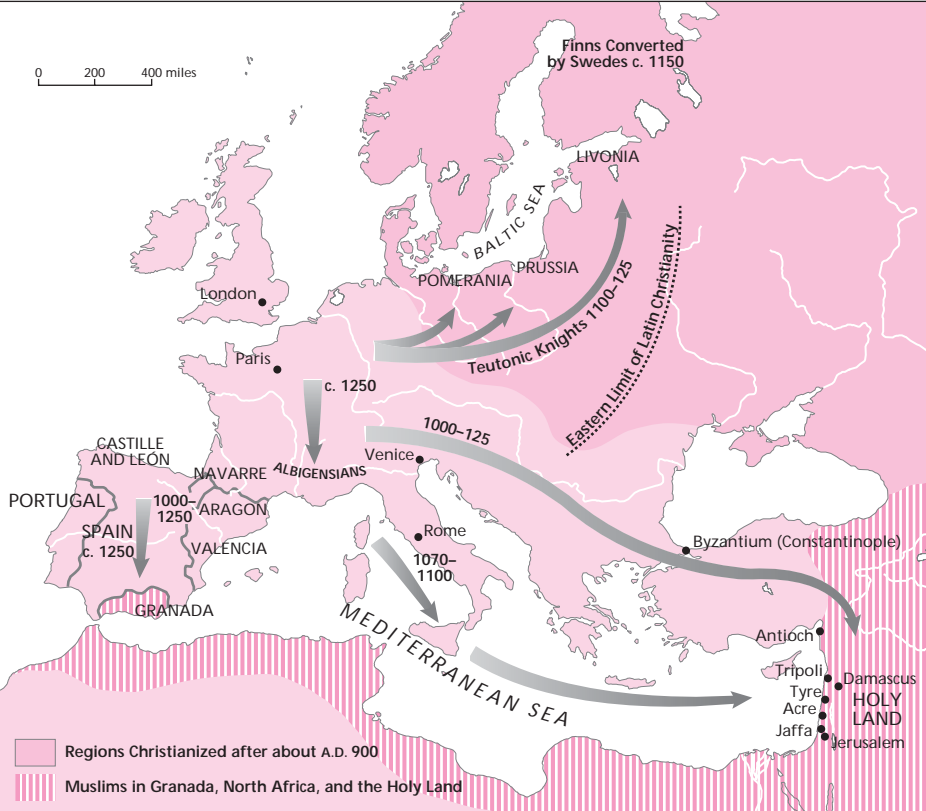 Finns Converted
by Swedes c. 1150
0 200 400 miles
LIVONIA
BALTIC SEA
PRUSSIA
POMERANIA
London
Teutonic Knights 1100–125
Eastern Limit of Latin Christianity
Paris
c. 1250
1000–125
Venice
ALBIGENSIANS
CASTILLE
AND LEÓN
NAVARRE
PORTUGAL
1000–
1250
ARAGON
SPAIN
c. 1250
VALENCIA
GRANADA
Rome
1070–
1100
Byzantium (Constantinople)
MEDITERRANEAN SEA
Antioch
Tripoli
Damascus
Tyre
HOLY
LAND
Acre
Jaffa
Jerusalem
Regions Christianized after about A.D. 900
Muslims in Granada, North Africa, and the Holy Land